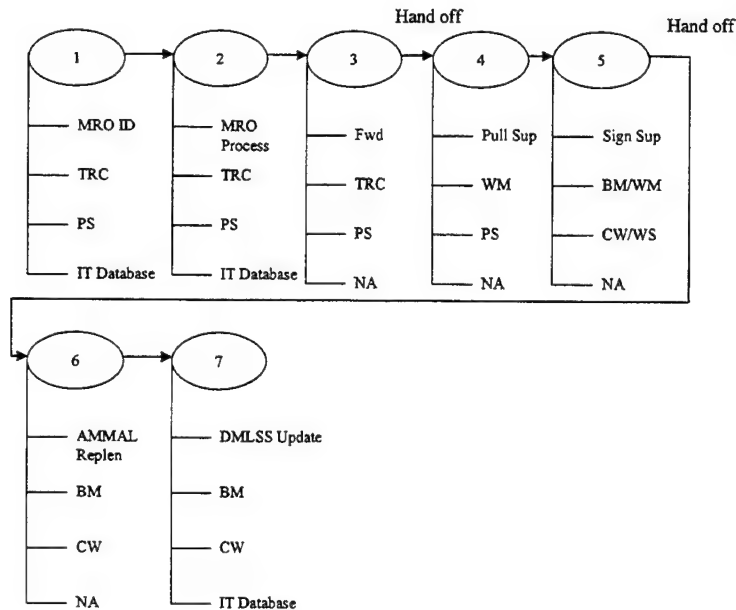 Hand off
Hand off
1
2
3
4
5
MRO ID
TRC
PS
IT Database
MRO
Process
TRC
PS
IT Database
Fwd
TRC
PS
NA
Pull Sup
WM
PS
NA
Sign Sup
BM/WM
CW/WS
NA
6
7
AMMAL
Replen
BM
CW
NA
DMLSS Update
BM
CW
IT Database